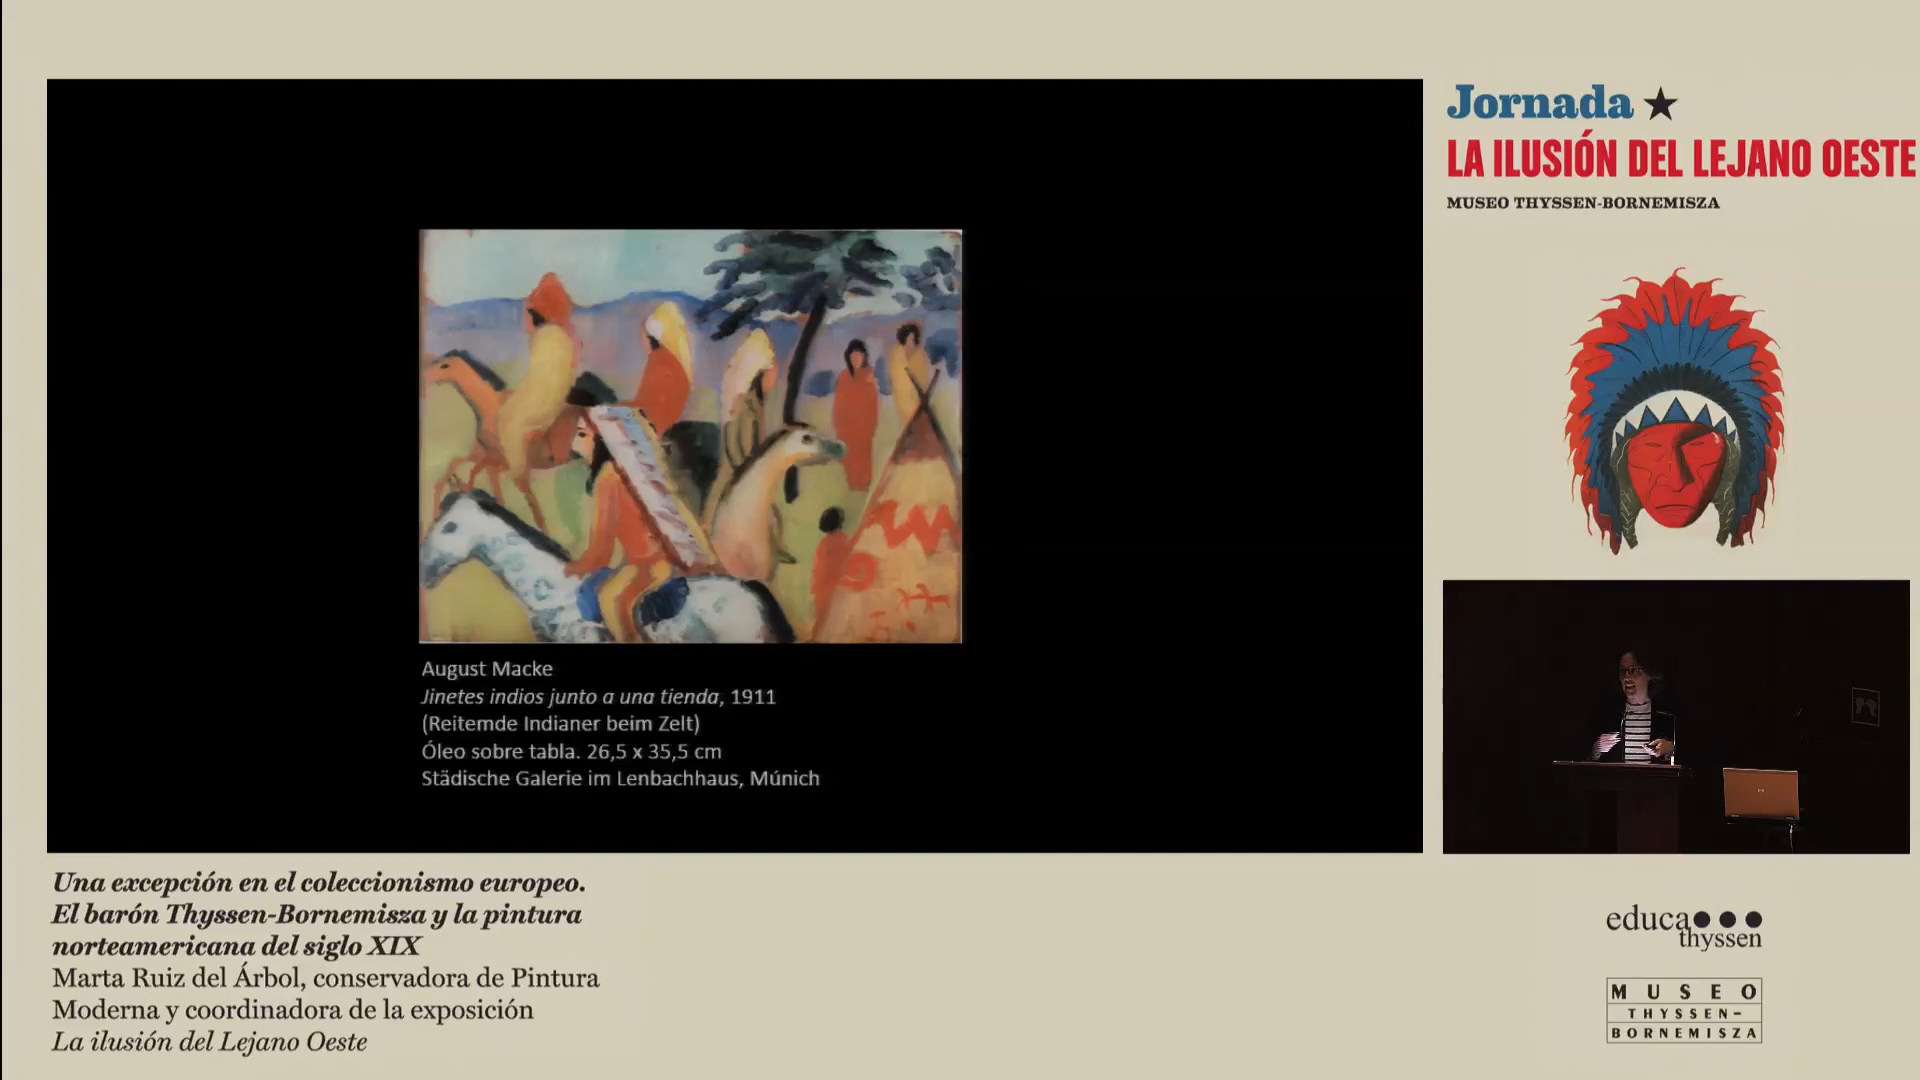 Jornada
LA ILUSIÓN DEL LEJANO OESTE
MUSEO THYSSEN-BORNEMISZA
August Macke
Jinetes indios junto a una tienda, 1911
(Reitemde Indianer beim Zelt)
Óleo sobre tabla. 26,5 x 35,5 cm
Städische Galerie im Lenbachhaus, Múnich
Una excepción en el coleccionismo europeo.
El barón Thyssen-Bornemisza y la pintura
norteamericana del siglo XIX
Marta Ruiz del Árbol, conservadora de Pintura
Moderna y coordinadora de la exposición
La ilusión del Lejano Oeste
educa
thyssen
MUSEO
THYSSEN-
BORNEMISZA